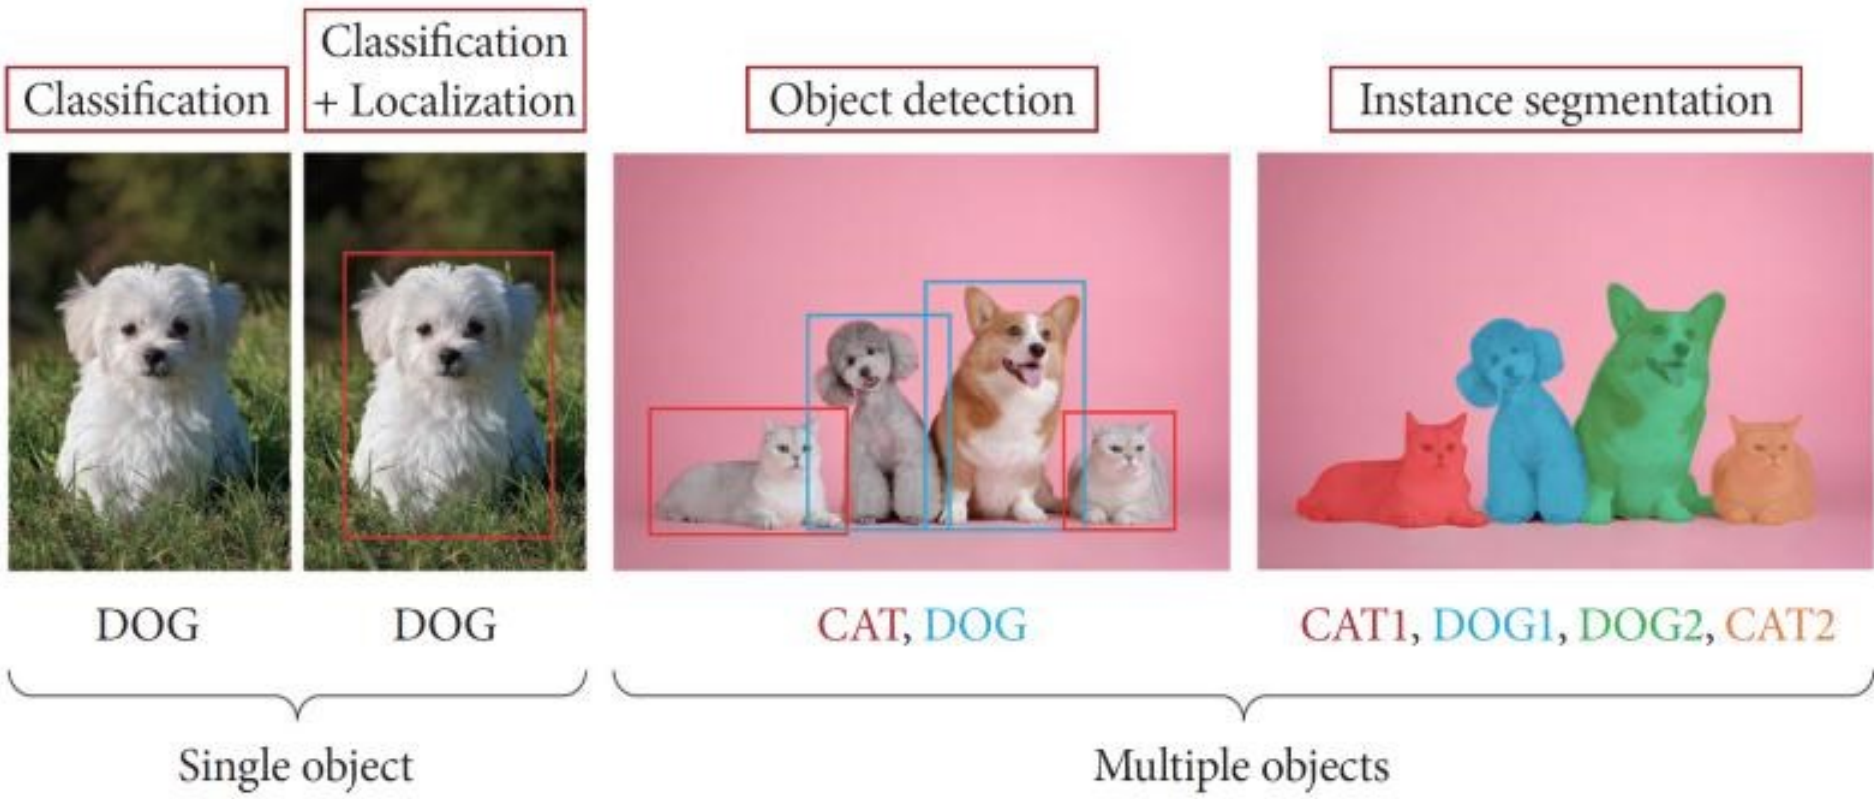 Classification
Classification
+ Localization
Object detection
Instance segmentation
DOG
DOG
CAT, DOG
CAT1, DOG1, DOG2, CAT2
Single object
Multiple objects